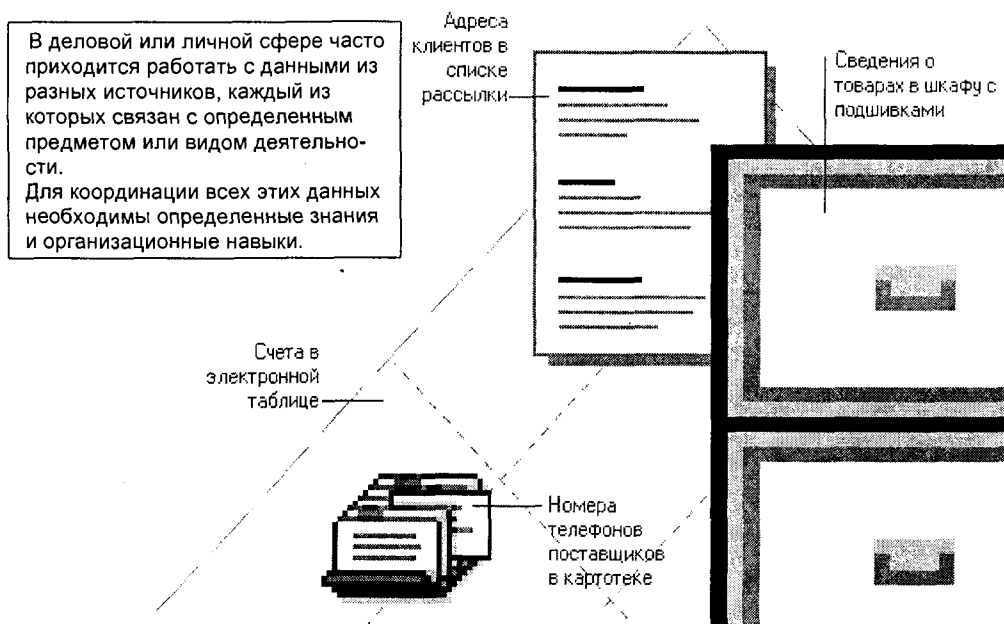 В деловой или личной сфере часто
приходится работать с данными из
разных источников, каждый из
которых связан с определенным
предметом или видом деятельно-
сти.
Для координации всех этих данных
необходимы определенные знания
и организационные навыки.
Адреса
клиентов в
списке
рассылки
Сведения о
товарах в шкафу с
подшивками
Счета в
электронной
таблице
Номера
телефонов
поставщиков
в картотеке